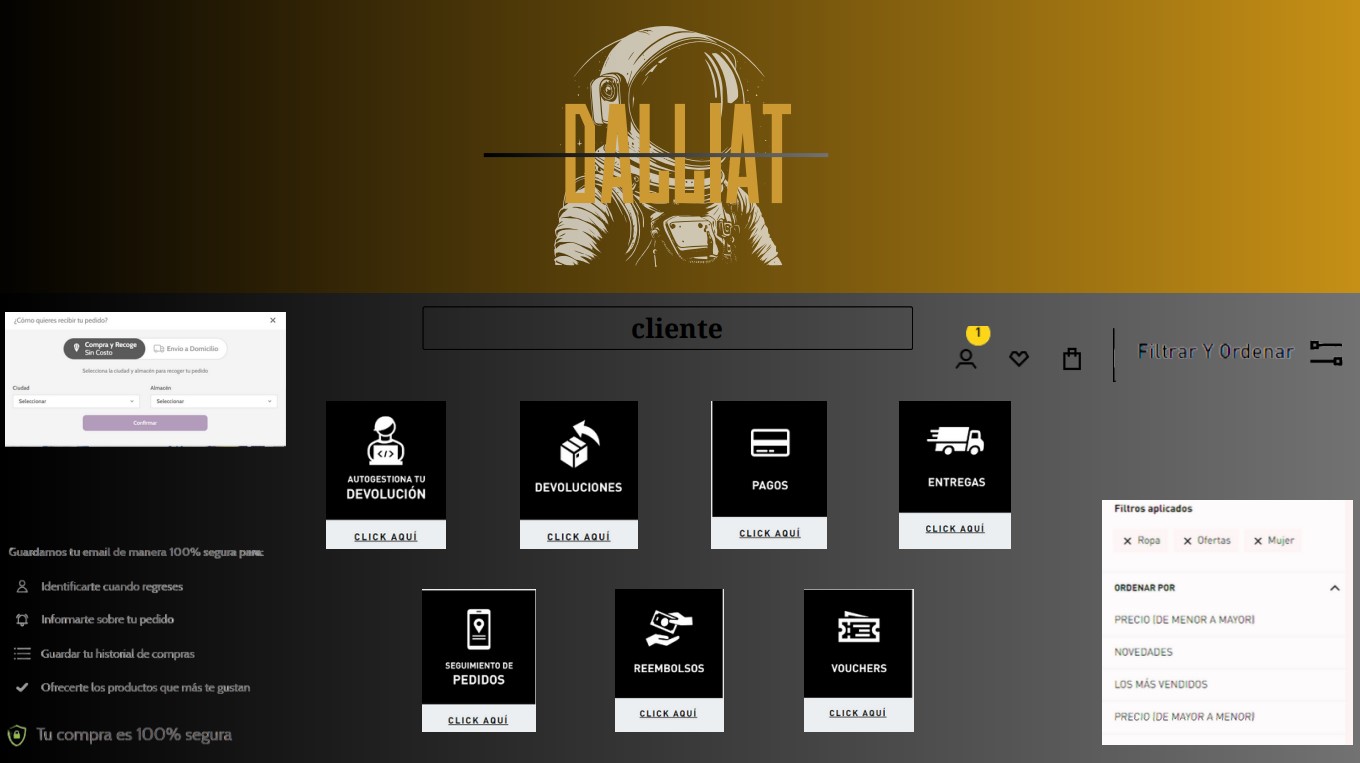 DALLIAT
¿Cómo quieres recibir tu pedido?
Compra y Recoge
Sin Costo
Envío a Domicilio
Selecciona la ciudad y almacén para recoger tu pedido
Ciudad
Almacén
Seleccionar
Seleccionar
Confirmar
cliente
1
Filtrar Y Ordenar
AUTOGESTIONA TU
DEVOLUCIÓN
CLICK AQUÍ
DEVOLUCIONES
CLICK AQUÍ
PAGOS
CLICK AQUÍ
ENTREGAS
CLICK AQUÍ
Guardamos tu email de manera 100% segura para:
Identificarte cuando regreses
Informarte sobre tu pedido
Guardar tu historial de compras
Ofrecerte los productos que más te gustan
Tu compra es 100% segura
SEGUIMIENTO DE
PEDIDOS
CLICK AQUÍ
REEMBOLSOS
CLICK AQUÍ
VOUCHERS
CLICK AQUÍ
Filtros aplicados
Ropa
Ofertas
Mujer
ORDENAR POR
PRECIO (DE MENOR A MAYOR)
NOVEDADES
LOS MÁS VENDIDOS
PRECIO (DE MAYOR A MENOR)